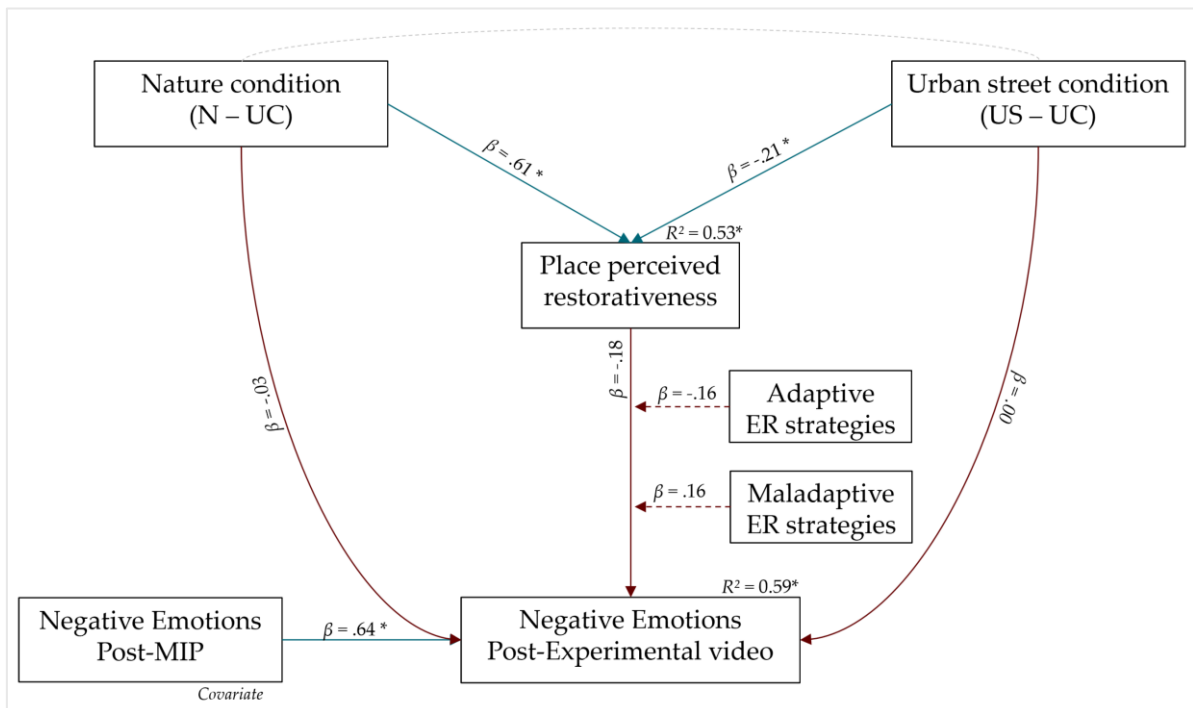 Nature condition
(N – UC)
Urban street condition
(US – UC)
β = .61 *
β = -.21 *
R² = 0.53*
Place perceived
restorativeness
β = -.18
β = -.16
Adaptive
ER strategies
β = -.03
β = .00
β = .16
Maladaptive
ER strategies
R² = 0.59*
Negative Emotions
Post-MIP
β = .64 *
Negative Emotions
Post-Experimental video
Covariate